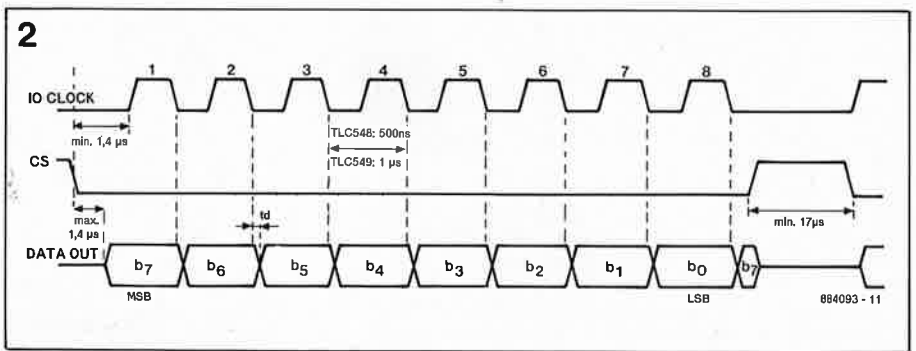 2
1 2 3 4 5 6 7 8
IO CLOCK
min. 1,4 µs
TLC548; 500ns
TLC549; 1 µs
CS
max.
1,4 µs
td
min. 17µs
DATA OUT
b7 b6 b5 b4 b3 b2 b1 b0 b7
MSB
LSB
884093 - 11